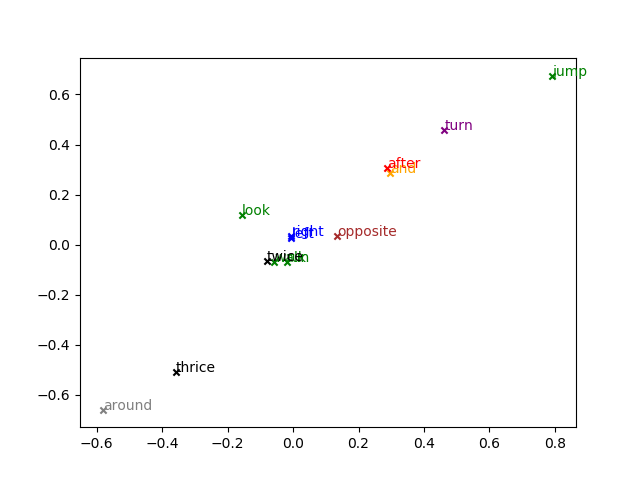 jump
0.6
turn
0.4
after
and
0.2
look
right
left
opposite
0.0
twice
walk
run
−0.2
−0.4
thrice
around
−0.6
−0.6 −0.4 −0.2 0.0 0.2 0.4 0.6 0.8